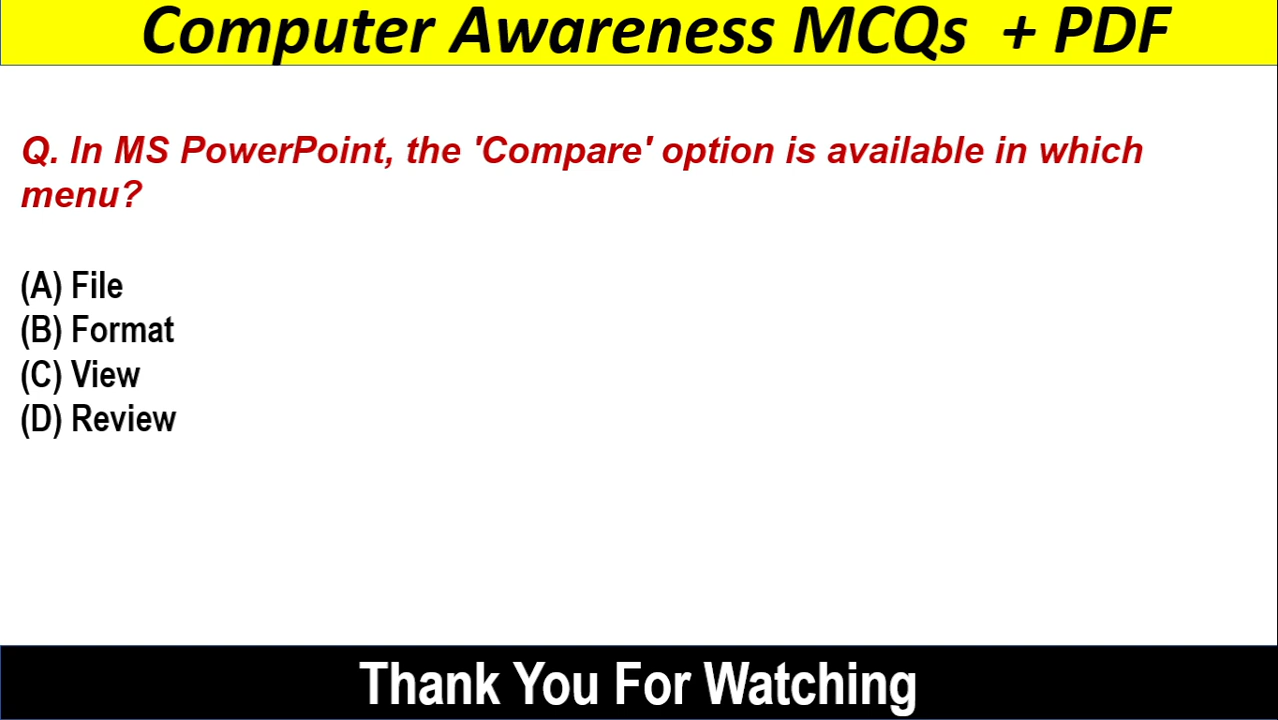 Computer Awareness MCQs + PDF
Q. In MS PowerPoint, the 'Compare' option is available in which
menu?
(A) File
(B) Format
(C) View
(D) Review
Thank You For Watching